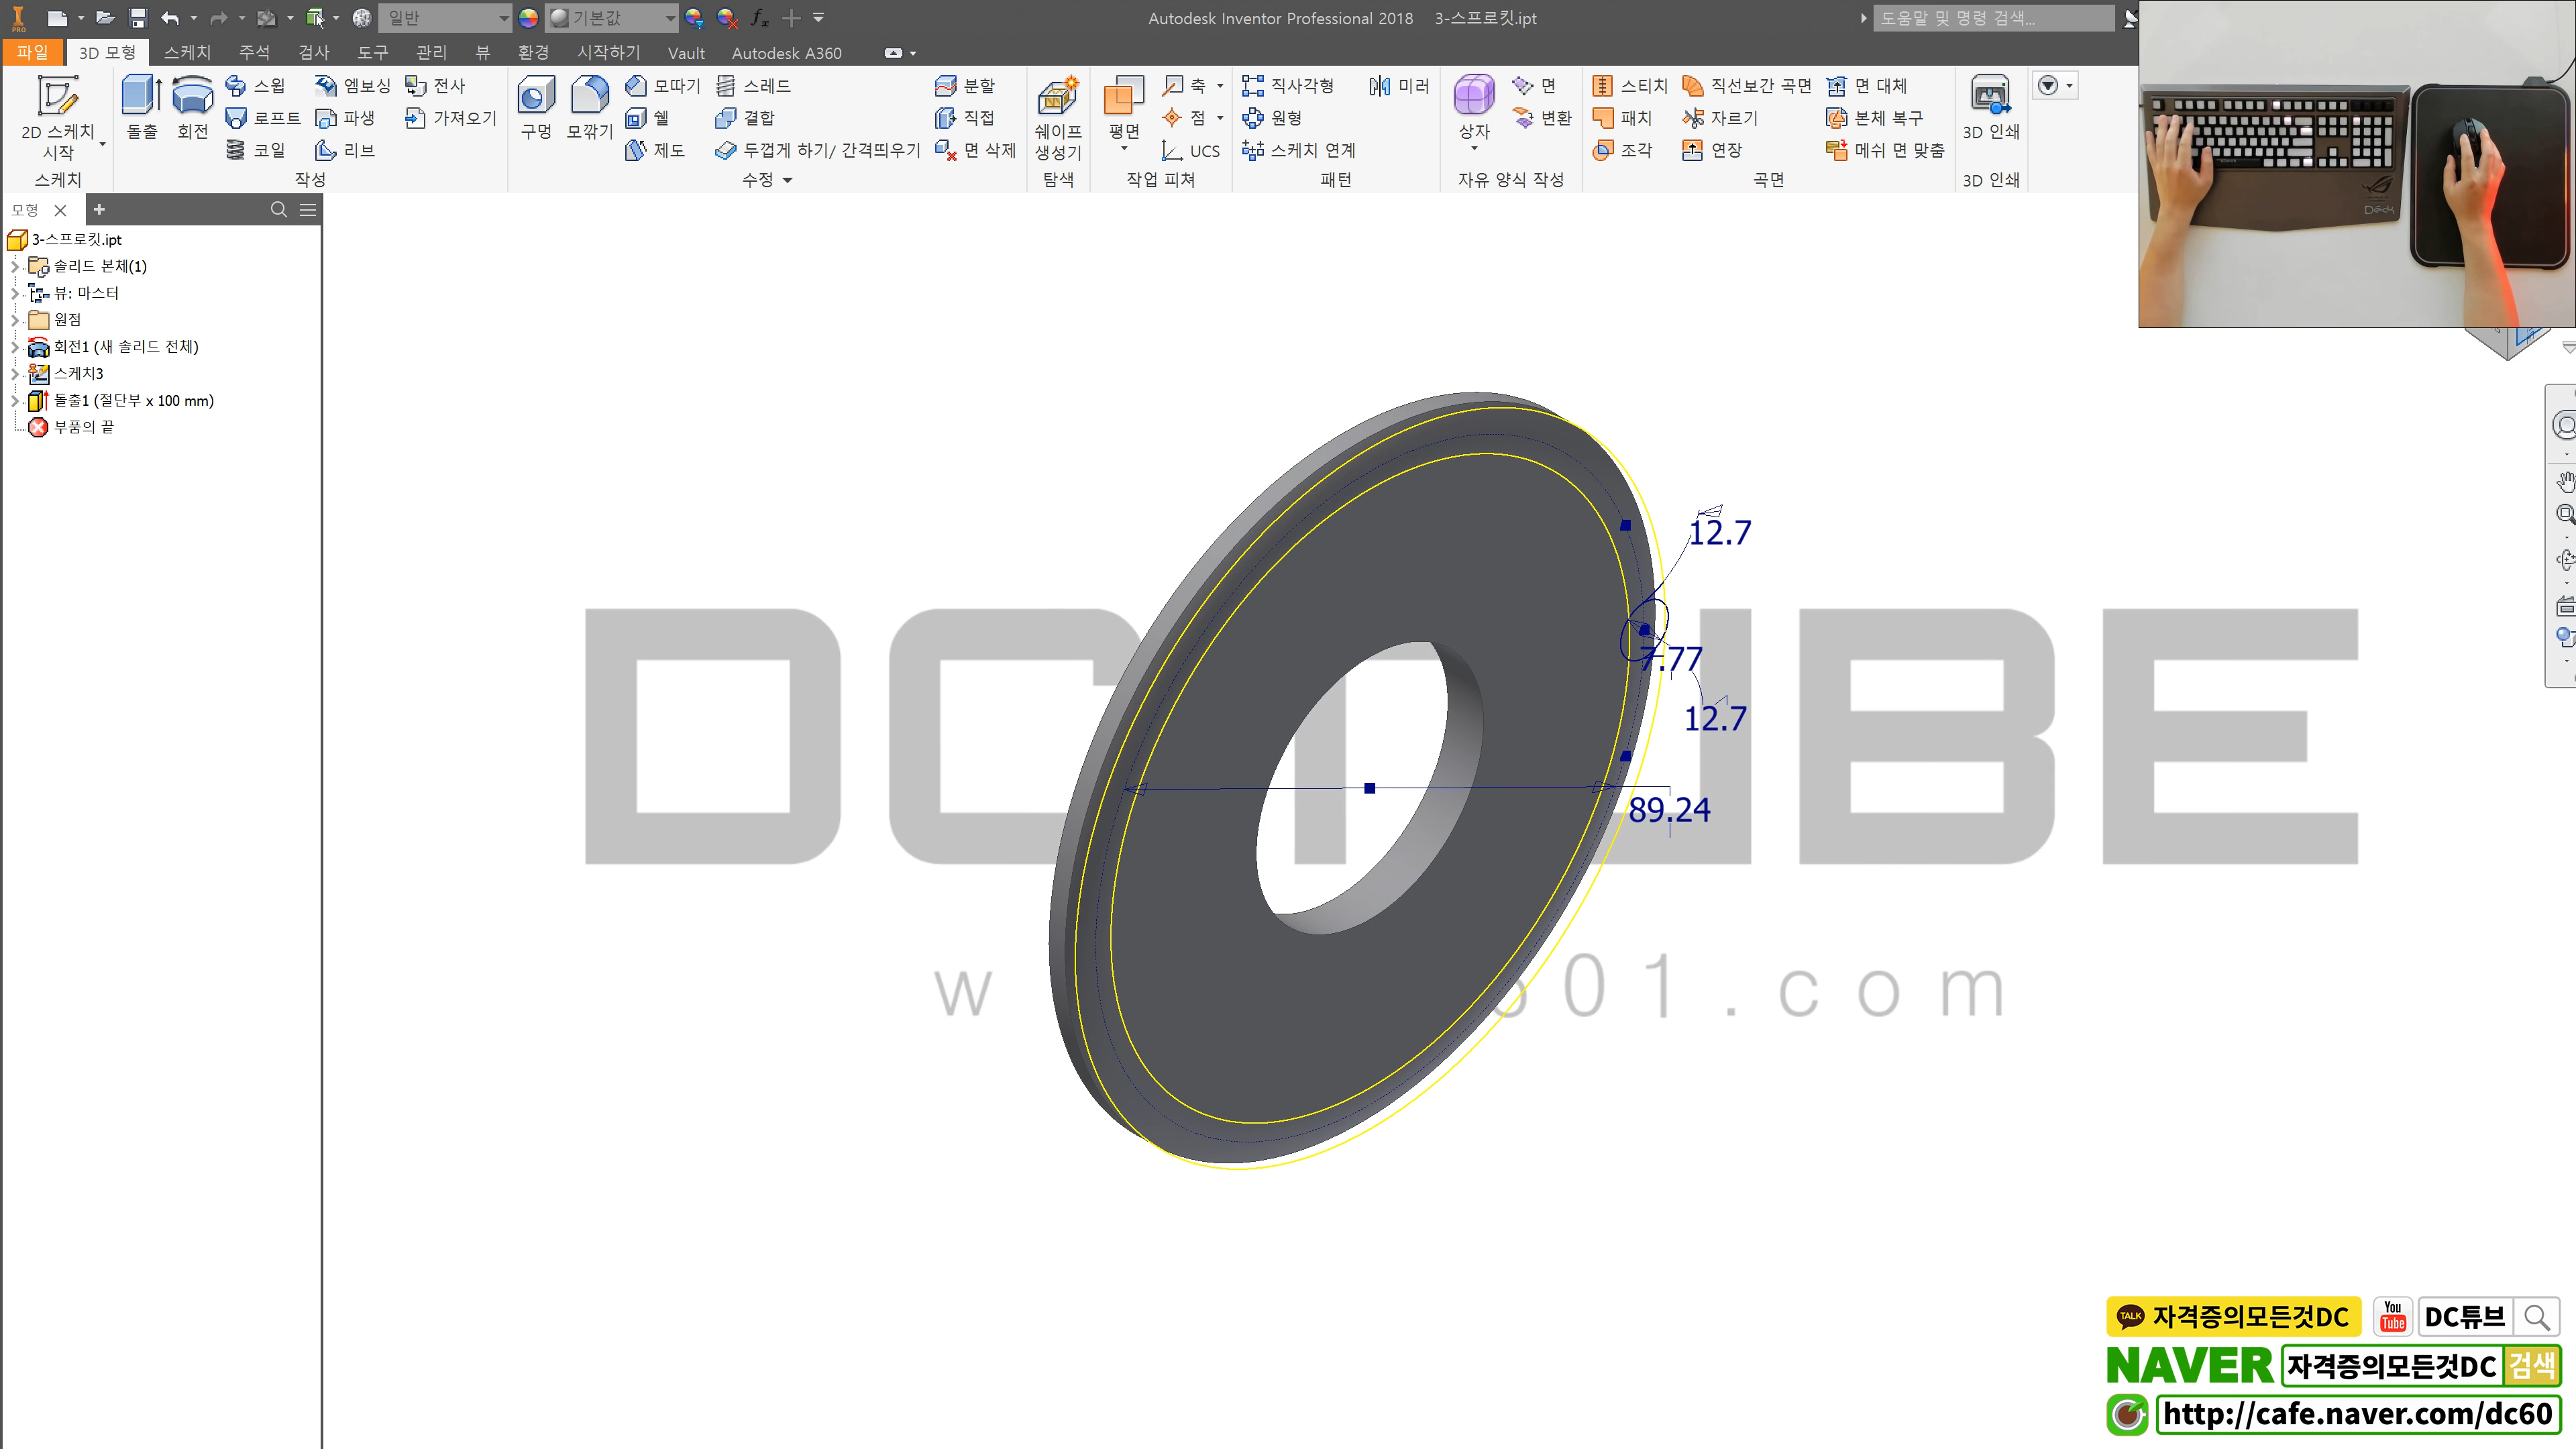 PRO
일반
기본값
Autodesk Inventor Professional 2018 3-스프로킷.ipt
도움말 및 명령 검색...
파일 3D 모형 스케치 주석 검사 도구 관리 뷰 환경 시작하기 Vault Autodesk A360
2D 스케치 시작
돌출
회전
스윕
로프트
코일
엠보싱
파생
리브
전사
가져오기
구멍
모깎기
모따기
쉘
제도
스레드
결합
두껍게 하기/ 간격띄우기
분할
직접
면 삭제
쉐이프 생성기
평면
축
점
UCS
직사각형
원형
스케치 연계
미러
상자
면
변환
스티치
패치
조각
직선보간 곡면
자르기
연장
면 대체
본체 복구
메쉬 면 맞춤
3D 인쇄
스케치 작성 수정 탐색 작업 피쳐 패턴 자유 양식 작성 곡면 3D 인쇄
모형
3-스프로킷.ipt
솔리드 본체(1)
뷰: 마스터
원점
회전1 (새 솔리드 전체)
스케치3
돌출1 (절단부 x 100 mm)
부품의 끝
12.7
7.77
12.7
89.24
TALK 자격증의모든것DC You Tube DC튜브
NAVER 자격증의모든것DC 검색
http://cafe.naver.com/dc60